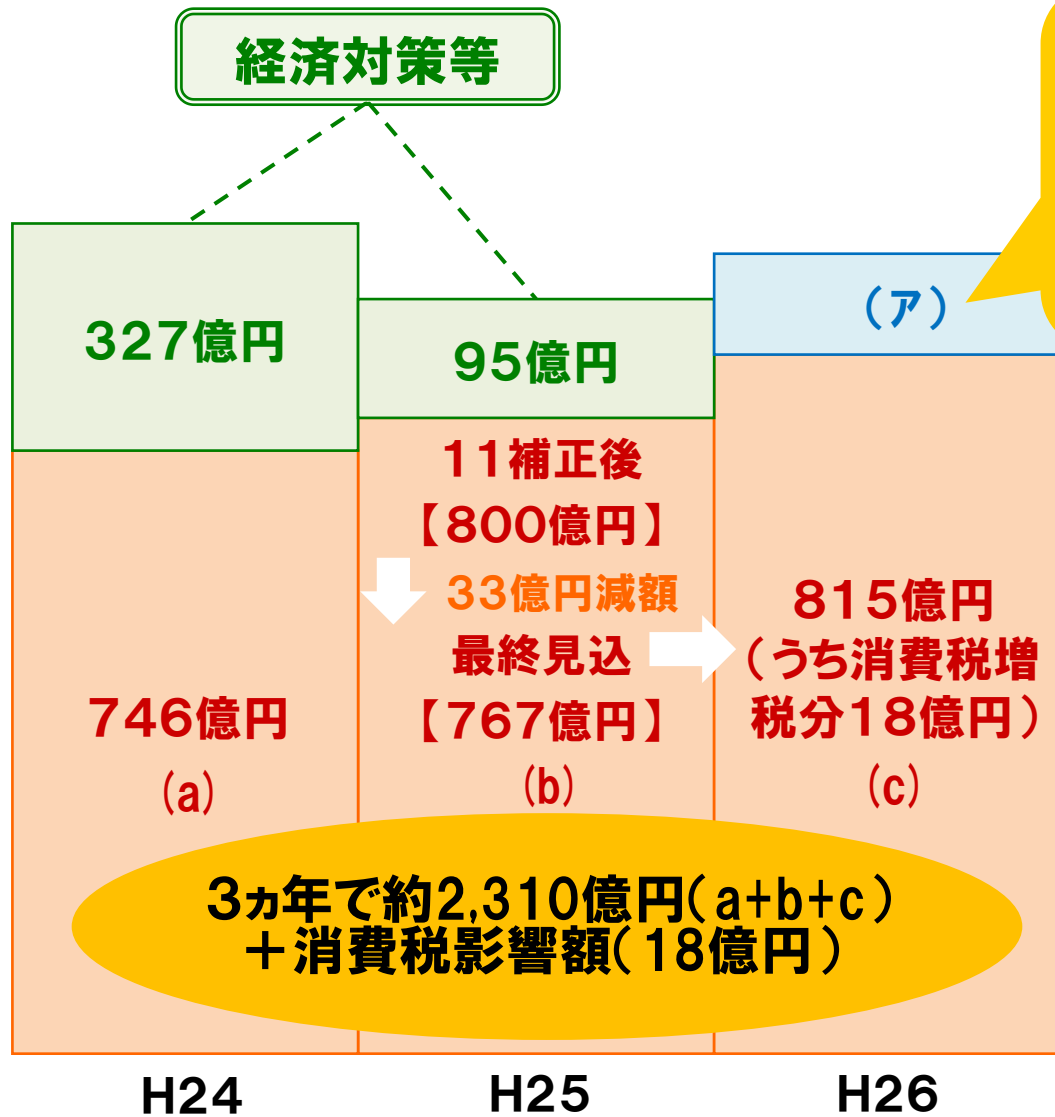 経済対策等
327億円
95億円
（ア）
11補正後
【800億円】
33億円減額
最終見込
【767億円】
(b)
746億円
(a)
815億円
（うち消費税増
税分18億円）
(c)
3ヵ年で約2,310億円(a+b+c)
＋消費税影響額(18億円)
H24
H25
H26